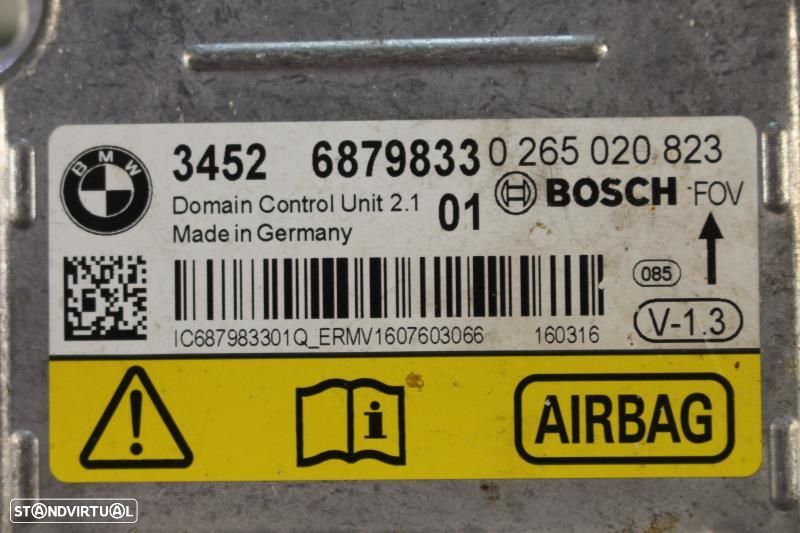 BMW
3452 6879833 0 265 020 823
Domain Control Unit 2.1 01 BOSCH FOV
Made in Germany
085
IC687983301Q_ERMV1607603066 160316
V-1.3
i
AIRBAG
STANDVIRTUAL